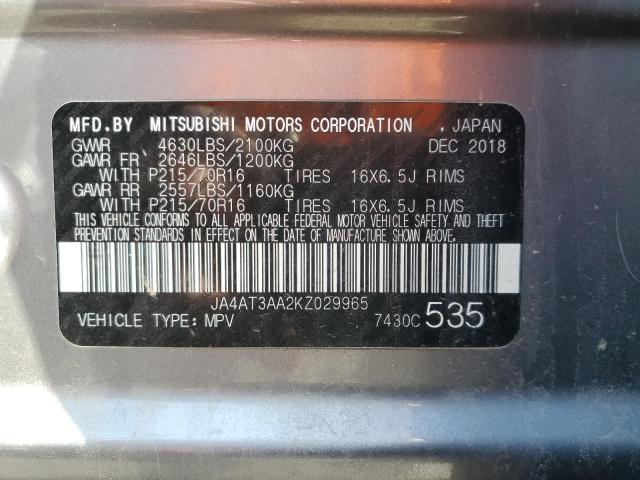 MFD.BY MITSUBISHI MOTORS CORPORATION , JAPAN
GVWR 4630LBS/2100KG DEC 2018
GAWR FR 2646LBS/1200KG
WITH P215/70R16 TIRES 16X6.5J RIMS
GAWR RR 2557LBS/1160KG
WITH P215/70R16 TIRES 16X6.5J RIMS
THIS VEHICLE CONFORMS TO ALL APPLICABLE FEDERAL MOTOR VEHICLE SAFETY AND THEFT
PREVENTION STANDARDS IN EFFECT ON THE DATE OF MANUFACTURE SHOWN ABOVE.
JA4AT3AA2KZ029965
VEHICLE TYPE:MPV 7430C 535